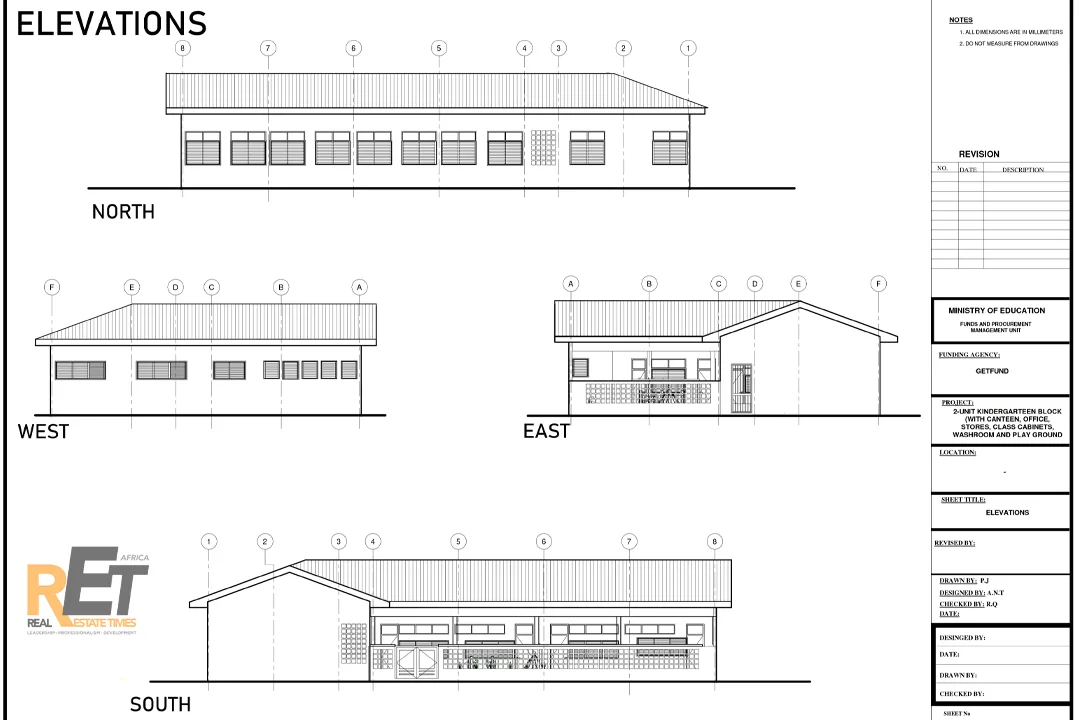 ELEVATIONS
8 7 6 5 4 3 2 1
NORTH
F E D C B A
WEST
A B C D E F
EAST
1 2 3 4 5 6 7 8
SOUTH
RET
AFRICA
REAL ESTATE TIMES
LEADERSHIP · PROFESSIONALISM · DEVELOPMENT
NOTES
1. ALL DIMENSIONS ARE IN MILLIMETERS
2. DO NOT MEASURE FROM DRAWINGS
REVISION
NO. DATE DESCRIPTION
MINISTRY OF EDUCATION
FUNDS AND PROCUREMENT
MANAGEMENT UNIT
FUNDING AGENCY:
GETFUND
PROJECT:
2-UNIT KINDERGARTEEN BLOCK
(WITH CANTEEN, OFFICE,
STORES, CLASS CABINETS,
WASHROOM AND PLAY GROUND
LOCATION:
-
SHEET TITLE:
ELEVATIONS
REVISED BY:
DRAWN BY: P.J
DESIGNED BY: A.N.T
CHECKED BY: R.Q
DATE:
DESINGED BY:
DATE:
DRAWN BY:
CHECKED BY:
SHEET No